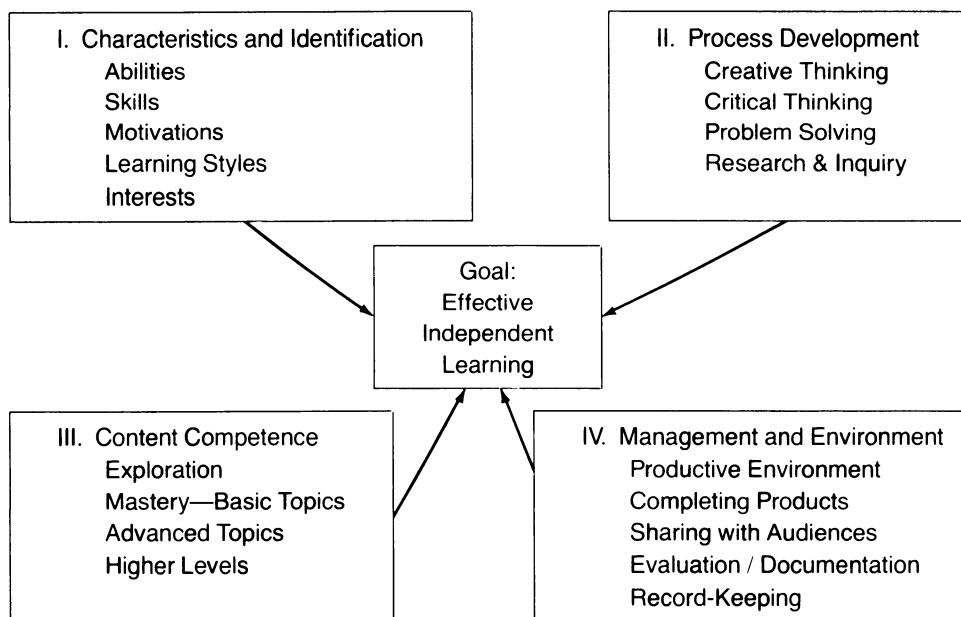 I. Characteristics and Identification
Abilities
Skills
Motivations
Learning Styles
Interests
II. Process Development
Creative Thinking
Critical Thinking
Problem Solving
Research & Inquiry
Goal:
Effective
Independent
Learning
III. Content Competence
Exploration
Mastery—Basic Topics
Advanced Topics
Higher Levels
IV. Management and Environment
Productive Environment
Completing Products
Sharing with Audiences
Evaluation / Documentation
Record-Keeping